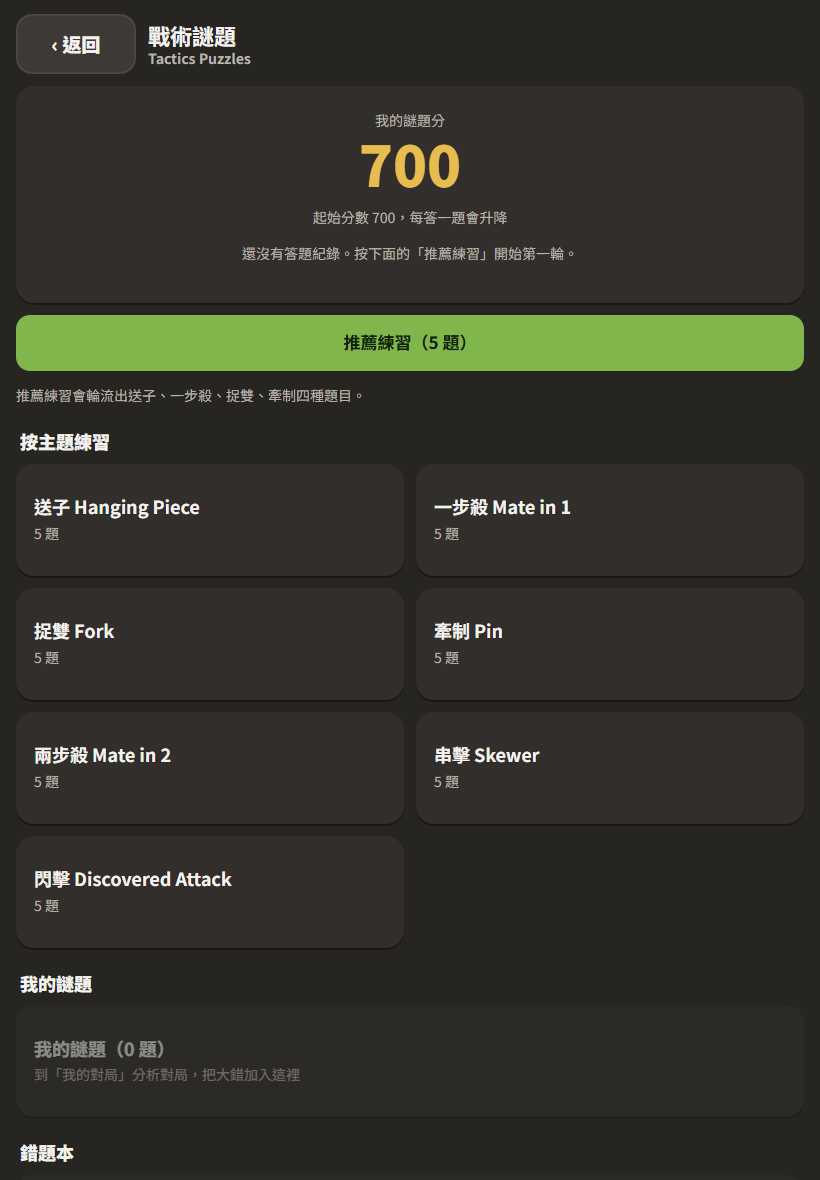 ‹ 返回
戰術謎題
Tactics Puzzles
我的謎題分
700
起始分數 700，每答一題會升降
還沒有答題紀錄。按下面的「推薦練習」開始第一輪。
推薦練習（5 題）
推薦練習會輪流出送子、一步殺、捉雙、牽制四種題目。
按主題練習
送子 Hanging Piece
5 題
一步殺 Mate in 1
5 題
捉雙 Fork
5 題
牽制 Pin
5 題
兩步殺 Mate in 2
5 題
串擊 Skewer
5 題
閃擊 Discovered Attack
5 題
我的謎題
我的謎題（0 題）
到「我的對局」分析對局，把大錯加入這裡
錯題本